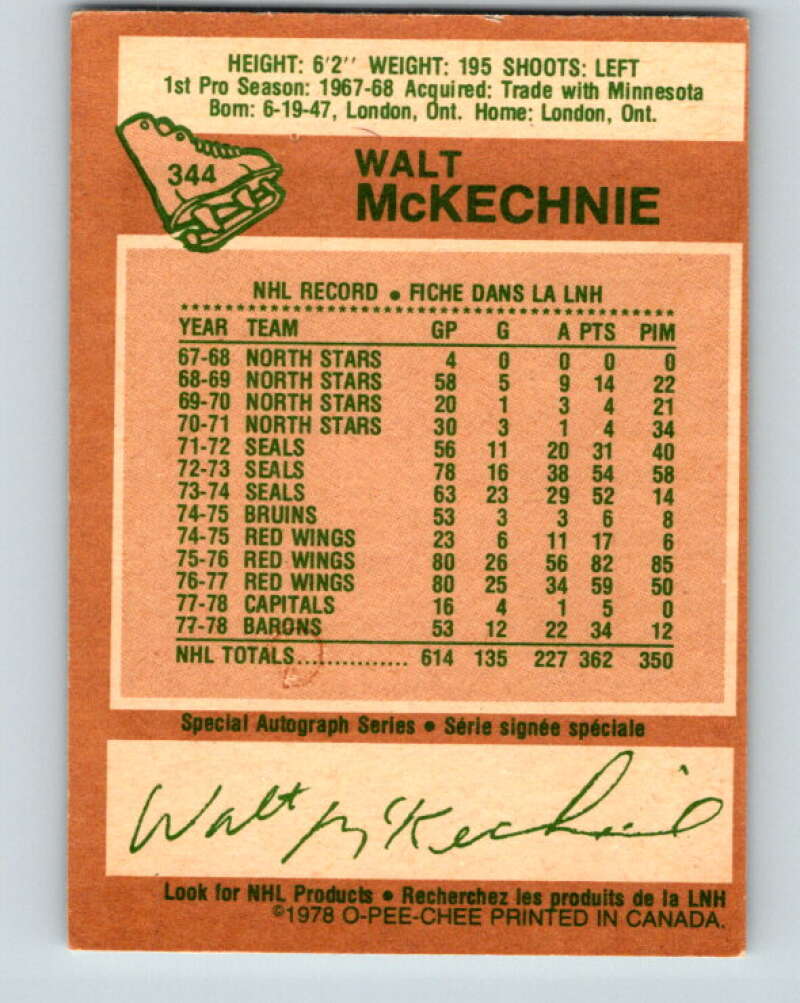 HEIGHT: 6'2'' WEIGHT: 195 SHOOTS: LEFT
1st Pro Season: 1967-68 Acquired: Trade with Minnesota
Born: 6-19-47, London, Ont. Home: London, Ont.
344
WALT
McKECHNIE
NHL RECORD • FICHE DANS LA LNH
YEAR TEAM GP G A PTS PIM
67-68 NORTH STARS 4 0 0 0 0
68-69 NORTH STARS 58 5 9 14 22
69-70 NORTH STARS 20 1 3 4 21
70-71 NORTH STARS 30 3 1 4 34
71-72 SEALS 56 11 20 31 40
72-73 SEALS 78 16 38 54 58
73-74 SEALS 63 23 29 52 14
74-75 BRUINS 53 3 3 6 8
74-75 RED WINGS 23 6 11 17 6
75-76 RED WINGS 80 26 56 82 85
76-77 RED WINGS 80 25 34 59 50
77-78 CAPITALS 16 4 1 5 0
77-78 BARONS 53 12 22 34 12
NHL TOTALS............... 614 135 227 362 350
Special Autograph Series • Série signée spéciale
Walt McKechnie
Look for NHL Products • Recherchez les produits de la LNH
©1978 O-PEE-CHEE PRINTED IN CANADA.